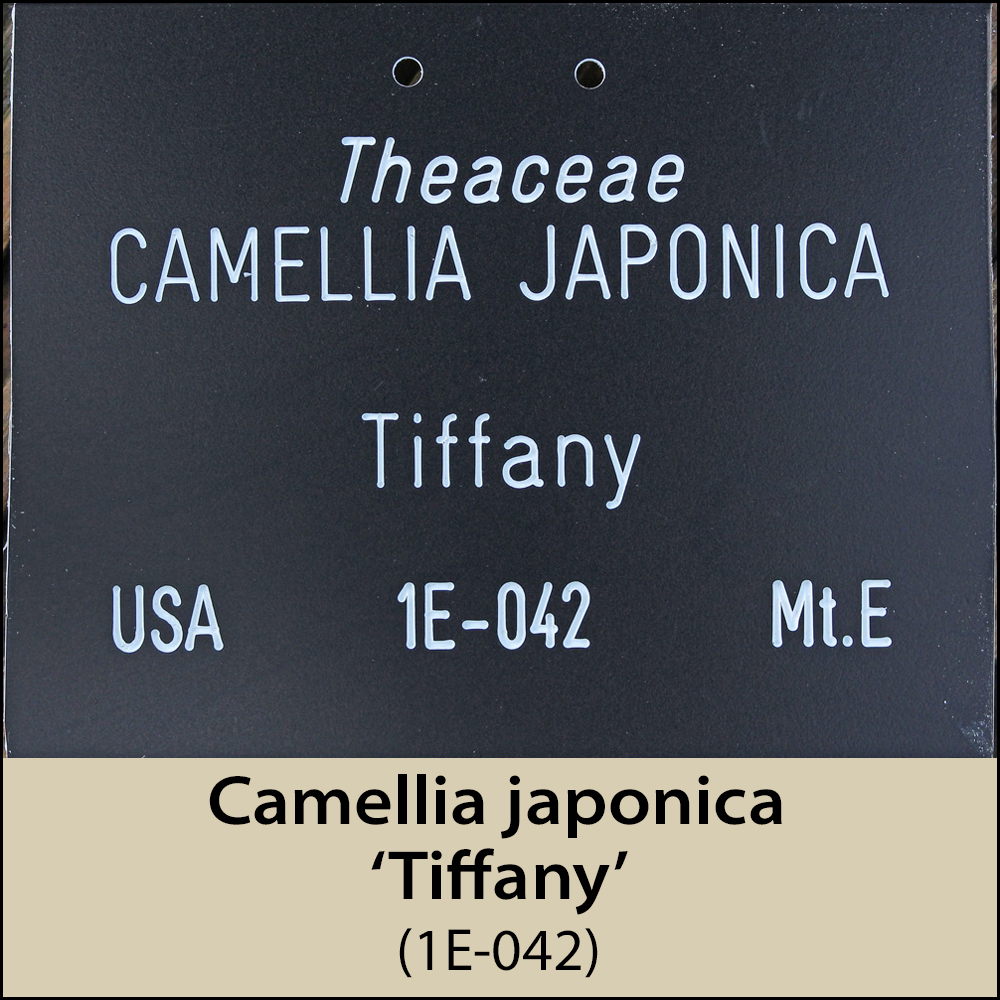 Theaceae
CAMELLIA JAPONICA
Tiffany
USA 1E-042 Mt.E
Camellia japonica
‘Tiffany’
(1E-042)